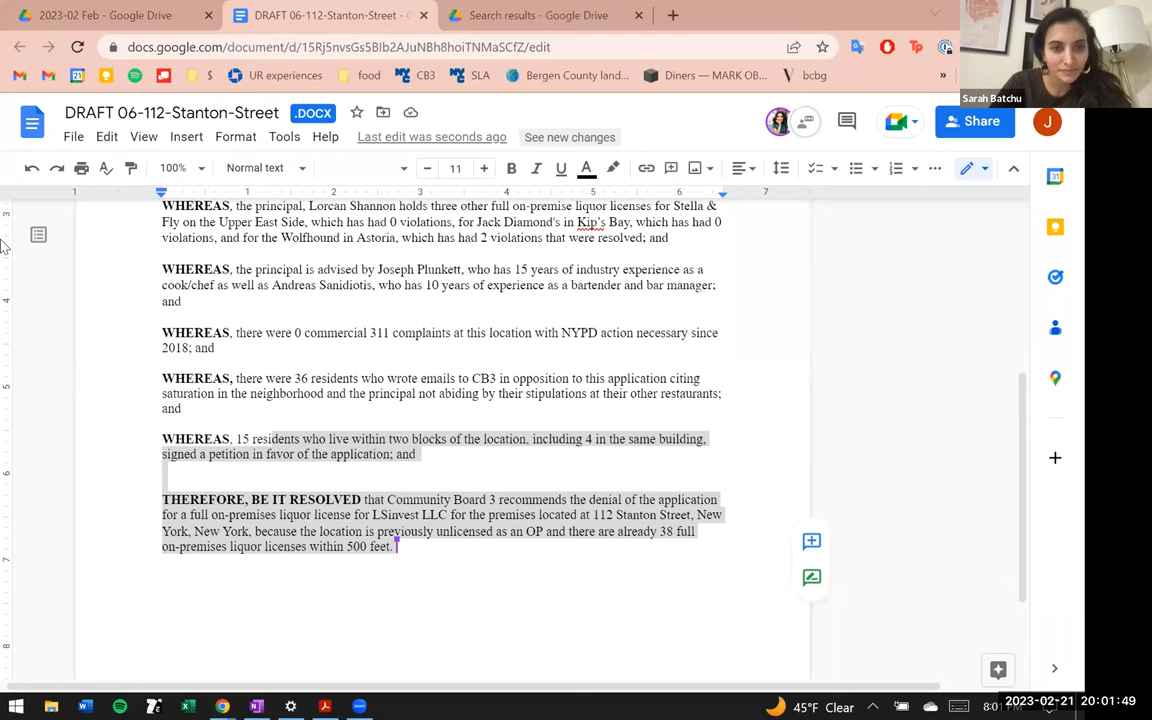 2023-02 Feb - Google Drive
DRAFT 06-112-Stanton-Street - G
Search results - Google Drive
docs.google.com/document/d/15Rj5nvsGs5BIb2AJuNBh8hoiTNMaSCfZ/edit
$ UR experiences food CB3 SLA Bergen County land... Diners — MARK OB... bcbg »
Sarah Batchu
DRAFT 06-112-Stanton-Street .DOCX
File Edit View Insert Format Tools Help Last edit was seconds ago See new changes
Share J
100% Normal text 11
1 1 2 3 4 5 6 7
WHEREAS, the principal, Lorcan Shannon holds three other full on-premise liquor licenses for Stella &
Fly on the Upper East Side, which has had 0 violations, for Jack Diamond's in Kip's Bay, which has had 0
violations, and for the Wolfhound in Astoria, which has had 2 violations that were resolved; and
WHEREAS, the principal is advised by Joseph Plunkett, who has 15 years of industry experience as a
cook/chef as well as Andreas Sanidiotis, who has 10 years of experience as a bartender and bar manager;
and
WHEREAS, there were 0 commercial 311 complaints at this location with NYPD action necessary since
2018; and
WHEREAS, there were 36 residents who wrote emails to CB3 in opposition to this application citing
saturation in the neighborhood and the principal not abiding by their stipulations at their other restaurants;
and
WHEREAS, 15 residents who live within two blocks of the location, including 4 in the same building,
signed a petition in favor of the application; and
THEREFORE, BE IT RESOLVED that Community Board 3 recommends the denial of the application
for a full on-premises liquor license for LSinvest LLC for the premises located at 112 Stanton Street, New
York, New York, because the location is previously unlicensed as an OP and there are already 38 full
on-premises liquor licenses within 500 feet.
3
4
5
6
7
8
45°F Clear
2023-02-21 20:01:49